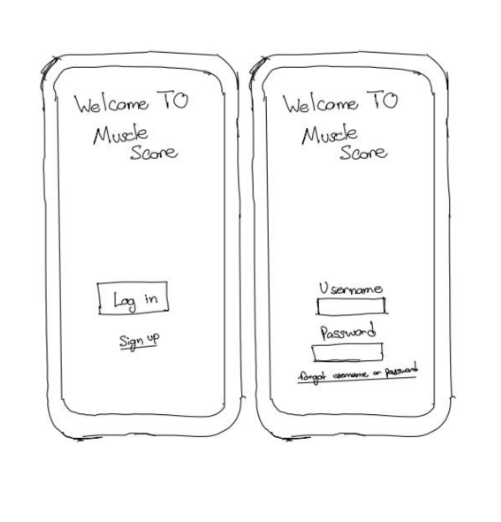 Welcome TO
Muscle
Score
Log in
Sign up
Welcome TO
Muscle
Score
Username
Password
forgot username or password